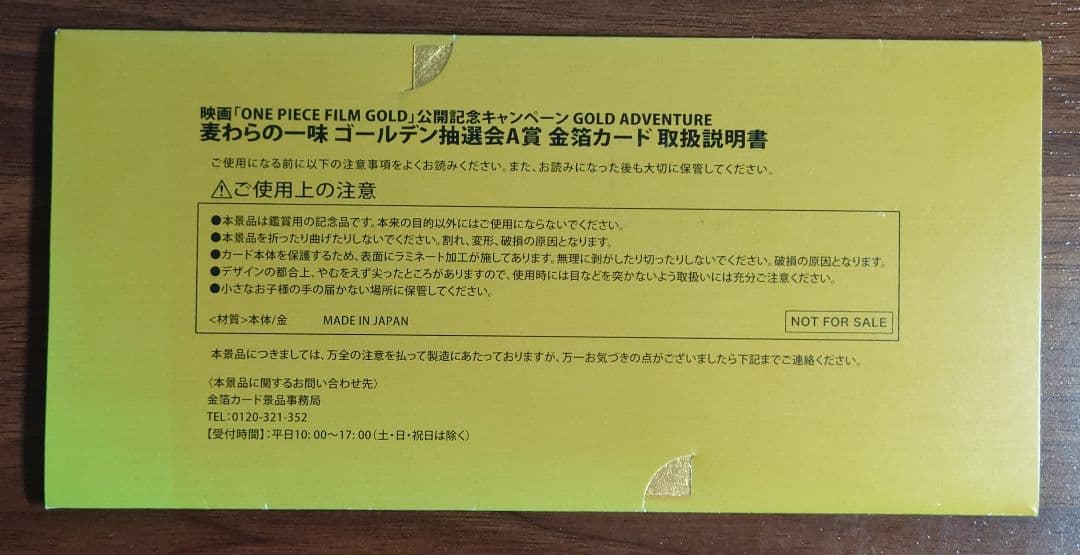 映画「ONE PIECE FILM GOLD」公開記念キャンペーン GOLD ADVENTURE
麦わらの一味 ゴールデン抽選会A賞 金箔カード 取扱説明書
ご使用になる前に以下の注意事項をよくお読みください。また、お読みになった後も大切に保管してください。
⚠ご使用上の注意
●本景品は鑑賞用の記念品です。本来の目的以外にはご使用にならないでください。
●本景品を折ったり曲げたりしないでください。割れ、変形、破損の原因となります。
●カード本体を保護するため、表面にラミネート加工が施してあります。無理に剥がしたり切ったりしないでください。破損の原因となります。
●デザインの都合上、やむをえず尖ったところがありますので、使用時には目などを突かないよう取扱いには充分ご注意ください。
●小さなお子様の手の届かない場所に保管してください。
<材質>本体/金 MADE IN JAPAN
NOT FOR SALE
本景品につきましては、万全の注意を払って製造にあたっておりますが、万一お気づきの点がございましたら下記までご連絡ください。
〈本景品に関するお問い合わせ先〉
金箔カード景品事務局
TEL:0120-321-352
【受付時間】:平日10:00〜17:00(土・日・祝日は除く)